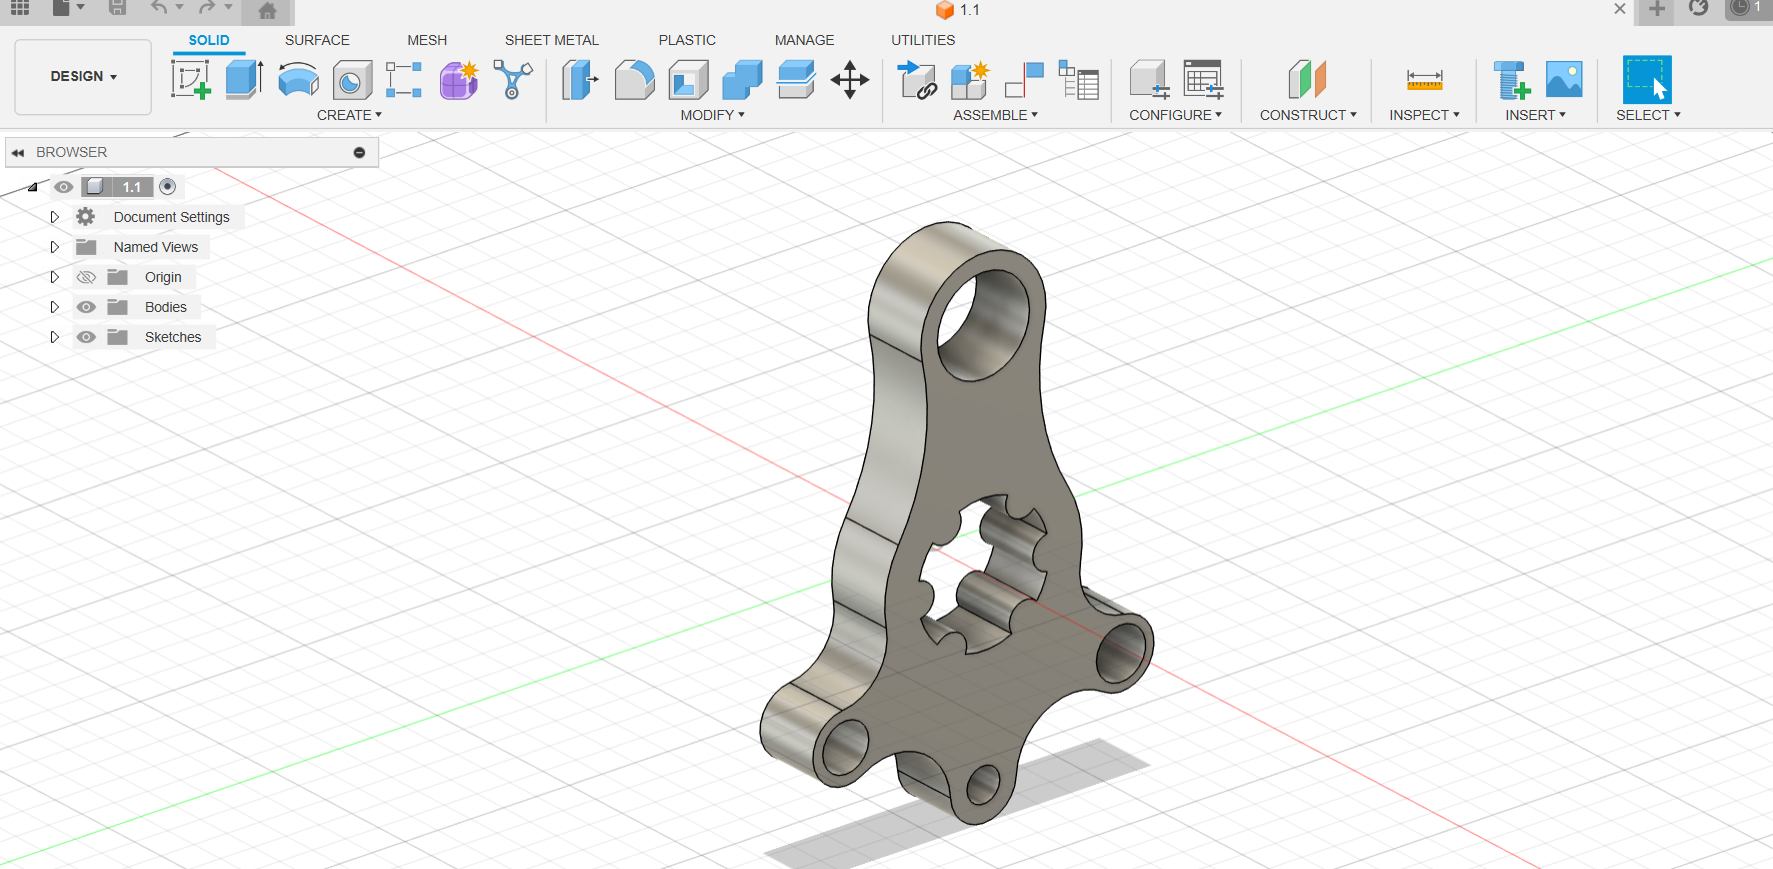 1.1
1
SOLID SURFACE MESH SHEET METAL PLASTIC MANAGE UTILITIES
DESIGN
CREATE MODIFY ASSEMBLE CONFIGURE CONSTRUCT INSPECT INSERT SELECT
BROWSER
1.1
Document Settings
Named Views
Origin
Bodies
Sketches